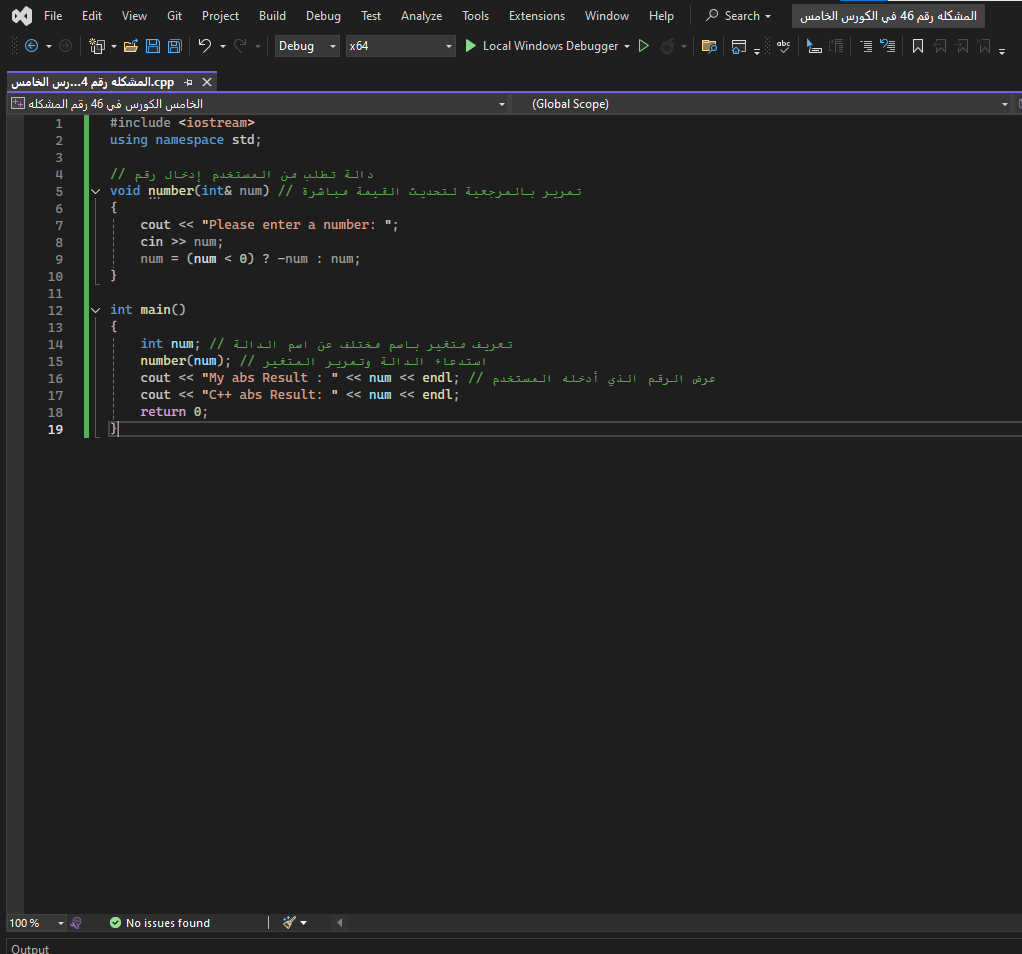 File Edit View Git Project Build Debug Test Analyze Tools Extensions Window Help Search المشكله رقم 46 في الكورس الخامس
Debug x64 Local Windows Debugger
المشكله رقم 4...رس الخامس.cpp
الخامس الكورس في 46 رقم المشكله (Global Scope)
1 #include <iostream>
2 using namespace std;
3
4 // دالة تطلب من المستخدم إدخال رقم
5 void number(int& num) // تمرير بالمرجعية لتحديث القيمة مباشرة
6 {
7 cout << "Please enter a number: ";
8 cin >> num;
9 num = (num < 0) ? -num : num;
10 }
11
12 int main()
13 {
14 int num; // تعريف متغير باسم مختلف عن اسم الدالة
15 number(num); // استدعاء الدالة وتمرير المتغير
16 cout << "My abs Result : " << num << endl; // عرض الرقم الذي أدخله المستخدم
17 cout << "C++ abs Result: " << num << endl;
18 return 0;
19 }
100 % No issues found
Output